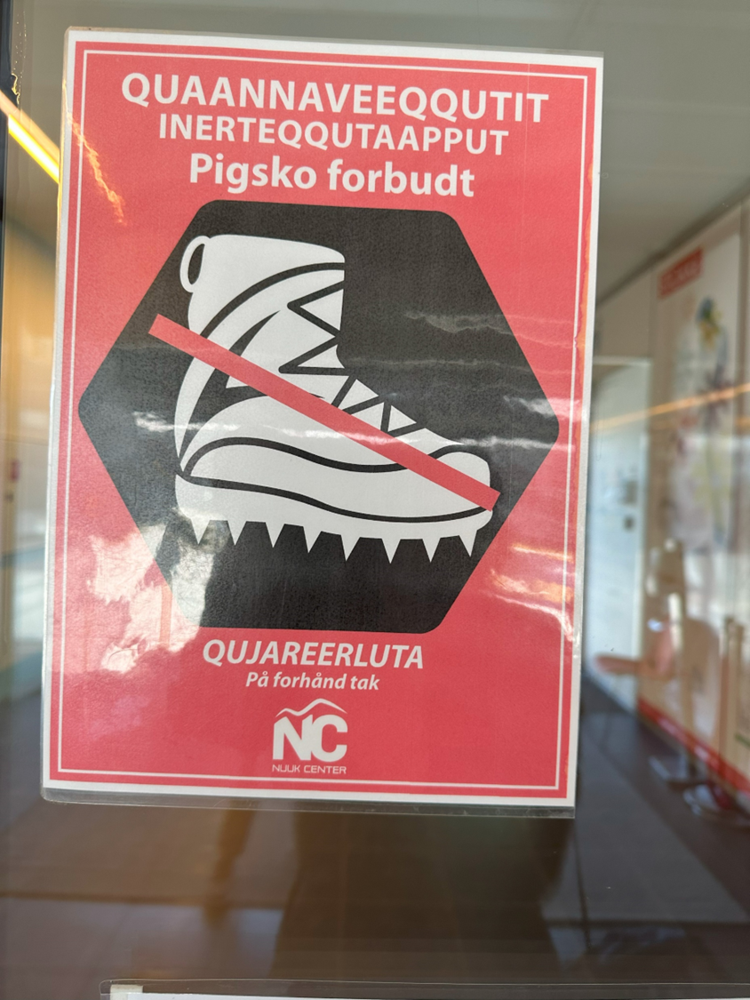 QUAANNAVEEQQUTIT
INERTEQQUTAAPPUT
Pigsko forbudt
QUJAREERLUTA
På forhånd tak
NC
NUUK CENTER